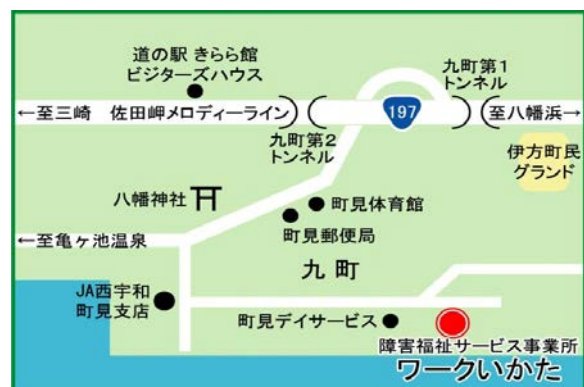 道の駅 きらら館
ビジターズハウス
九町第1
トンネル
←至三崎 佐田岬メロディーライン
197
至八幡浜→
九町第2
トンネル
伊方町民
グランド
八幡神社
町見体育館
町見郵便局
←至亀ヶ池温泉
九町
JA西宇和
町見支店
町見デイサービス
障害福祉サービス事業所
ワークいかた